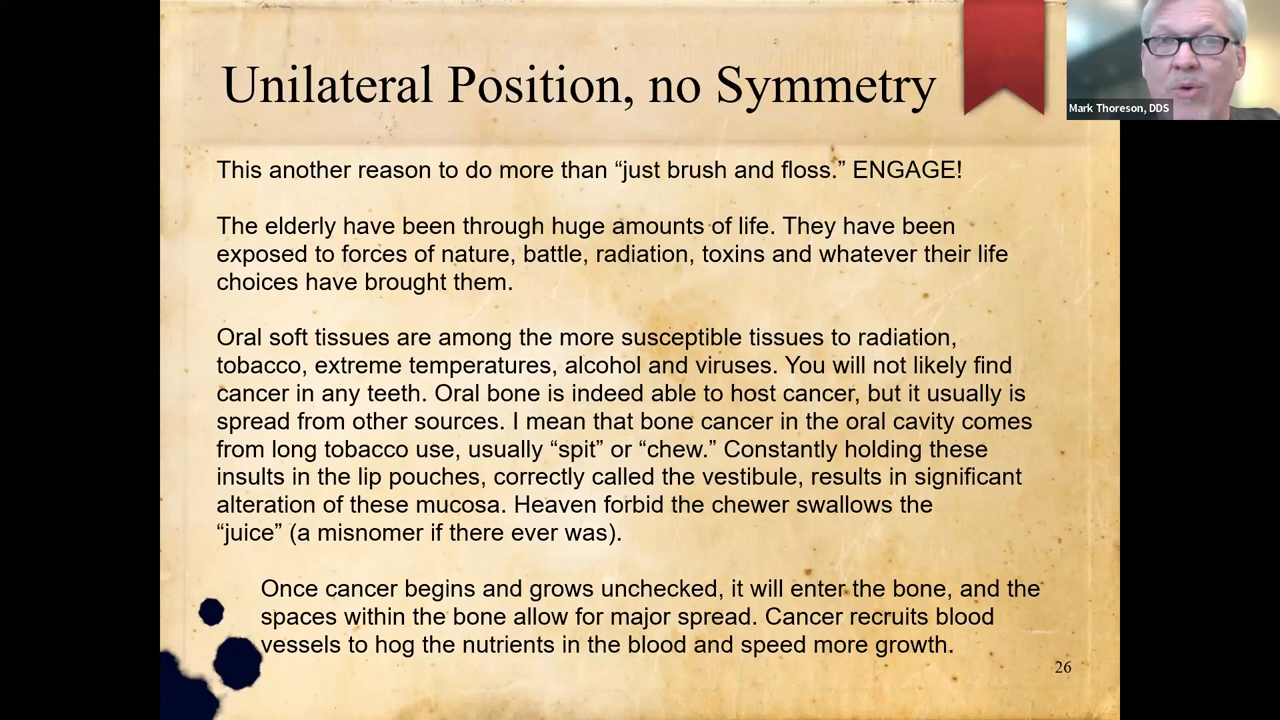 Unilateral Position, no Symmetry
Mark Thoreson, DDS
This another reason to do more than “just brush and floss.” ENGAGE!
The elderly have been through huge amounts of life. They have been
exposed to forces of nature, battle, radiation, toxins and whatever their life
choices have brought them.
Oral soft tissues are among the more susceptible tissues to radiation,
tobacco, extreme temperatures, alcohol and viruses. You will not likely find
cancer in any teeth. Oral bone is indeed able to host cancer, but it usually is
spread from other sources. I mean that bone cancer in the oral cavity comes
from long tobacco use, usually “spit” or “chew.” Constantly holding these
insults in the lip pouches, correctly called the vestibule, results in significant
alteration of these mucosa. Heaven forbid the chewer swallows the
“juice” (a misnomer if there ever was).
Once cancer begins and grows unchecked, it will enter the bone, and the
spaces within the bone allow for major spread. Cancer recruits blood
vessels to hog the nutrients in the blood and speed more growth.
26